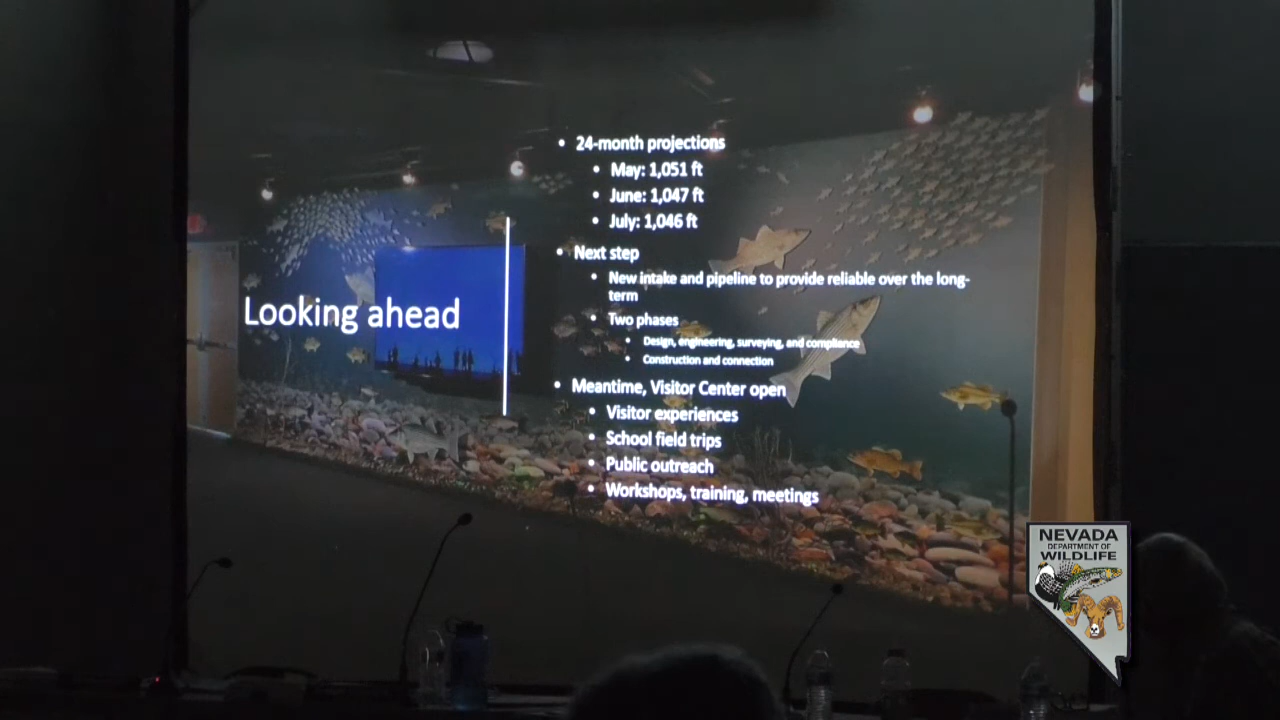 Looking ahead
• 24-month projections
• May: 1,051 ft
• June: 1,047 ft
• July: 1,046 ft
• Next step
• New intake and pipeline to provide reliable over the long-
term
• Two phases
• Design, engineering, surveying, and compliance
• Construction and connection
• Meantime, Visitor Center open
• Visitor experiences
• School field trips
• Public outreach
• Workshops, training, meetings
NEVADA
DEPARTMENT OF
WILDLIFE